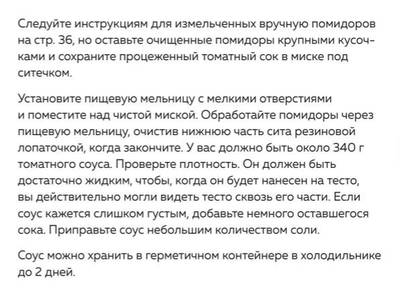 Следуйте инструкциям для измельченных вручную помидоров
на стр. 36, но оставьте очищенные помидоры крупными кусоч-
ками и сохраните процеженный томатный сок в миске под
ситечком.
Установите пищевую мельницу с мелкими отверстиями
и поместите над чистой миской. Обработайте помидоры через
пищевую мельницу, очистив нижнюю часть сита резиновой
лопаточкой, когда закончите. У вас должно быть около 340 г
томатного соуса. Проверьте плотность. Он должен быть
достаточно жидким, чтобы, когда он будет нанесен на тесто,
вы действительно могли видеть тесто сквозь его части. Если
соус кажется слишком густым, добавьте немного оставшегося
сока. Приправьте соус небольшим количеством соли.
Соус можно хранить в герметичном контейнере в холодильнике
до 2 дней.